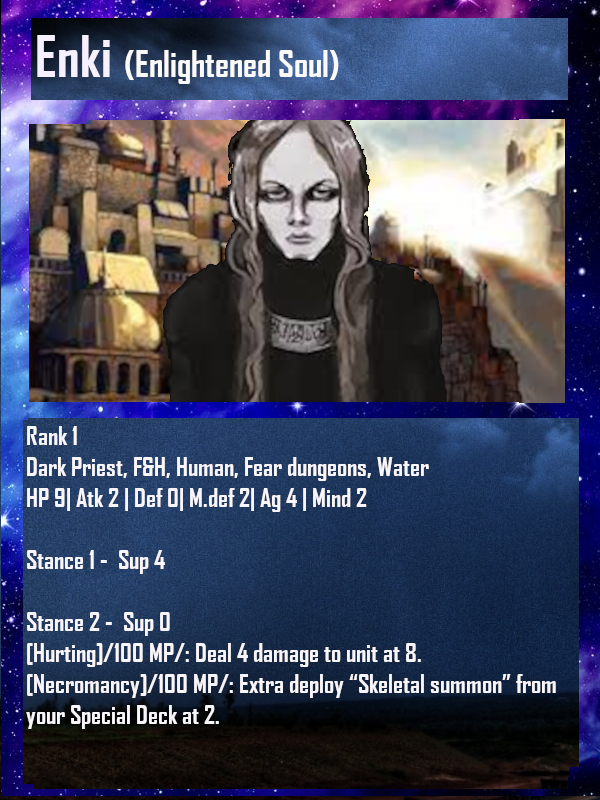 Enki (Enlightened Soul)
Rank 1
Dark Priest, F&H, Human, Fear dungeons, Water
HP 9| Atk 2 | Def 0| M.def 2| Ag 4 | Mind 2
Stance 1 - Sup 4
Stance 2 - Sup 0
[Hurting]/100 MP/: Deal 4 damage to unit at 8.
[Necromancy]/100 MP/: Extra deploy “Skeletal summon” from
your Special Deck at 2.